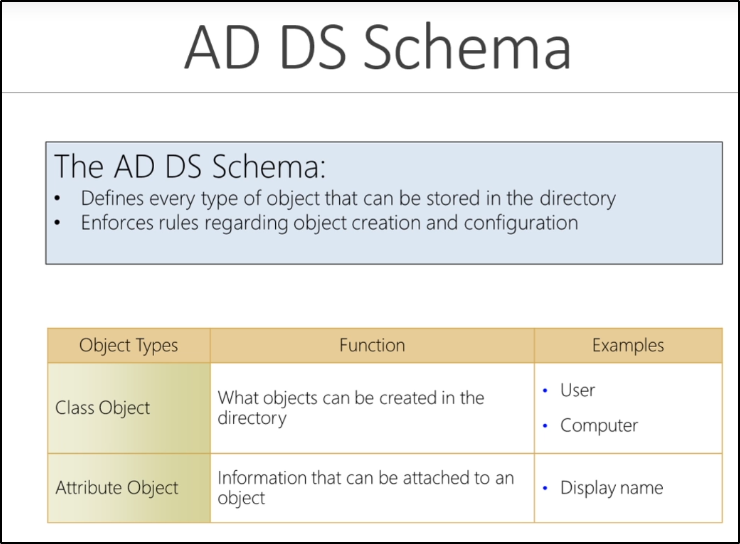 AD DS Schema
The AD DS Schema:
• Defines every type of object that can be stored in the directory
• Enforces rules regarding object creation and configuration
Object Types
Function
Examples
Class Object
What objects can be created in the
directory
• User
• Computer
Attribute Object
Information that can be attached to an
object
• Display name